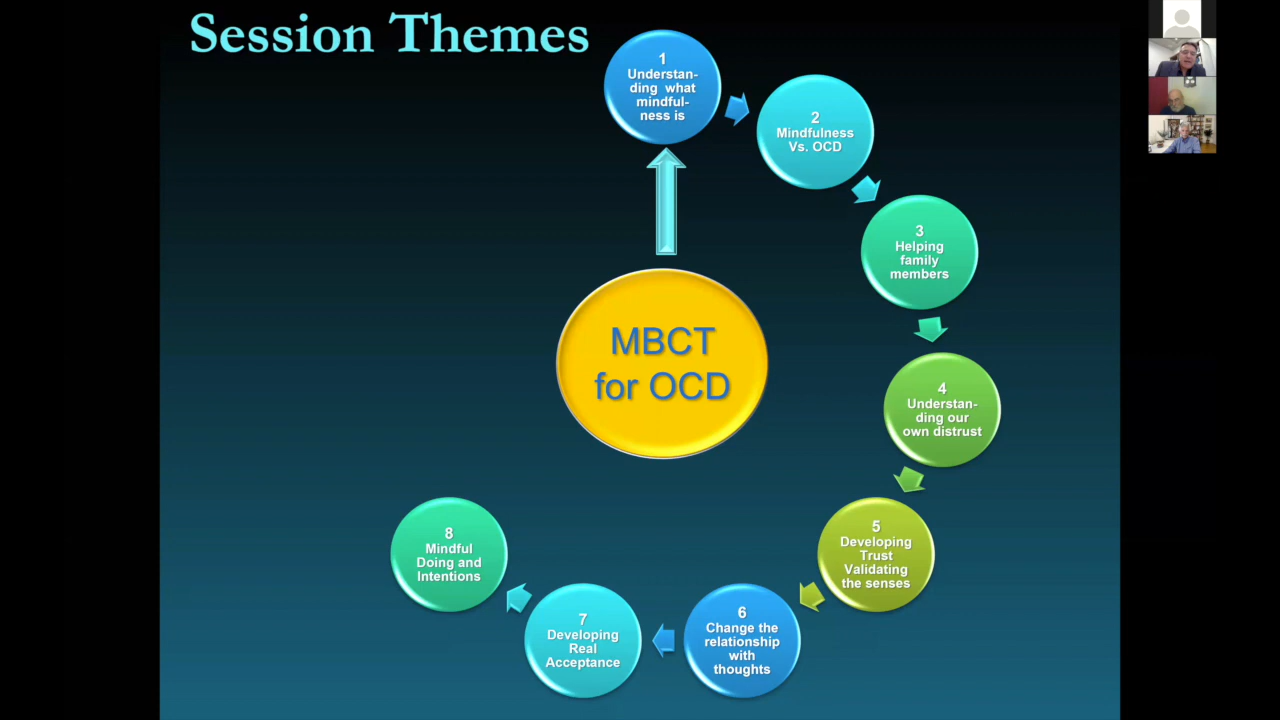 Session Themes
1
Understan-
ding what
mindful-
ness is
2
Mindfulness
Vs. OCD
3
Helping
family
members
4
Understan-
ding our
own distrust
5
Developing
Trust
Validating
the senses
6
Change the
relationship
with
thoughts
7
Developing
Real
Acceptance
8
Mindful
Doing and
Intentions
MBCT
for OCD